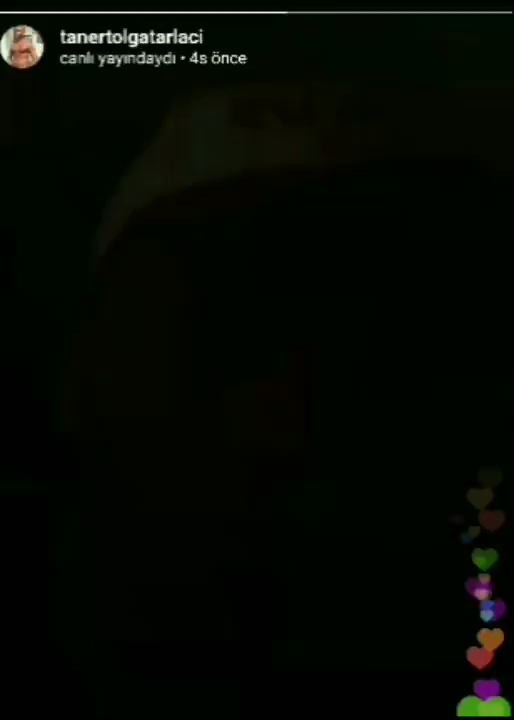 tanertolgatarlaci
canlı yayındaydı • 4s önce